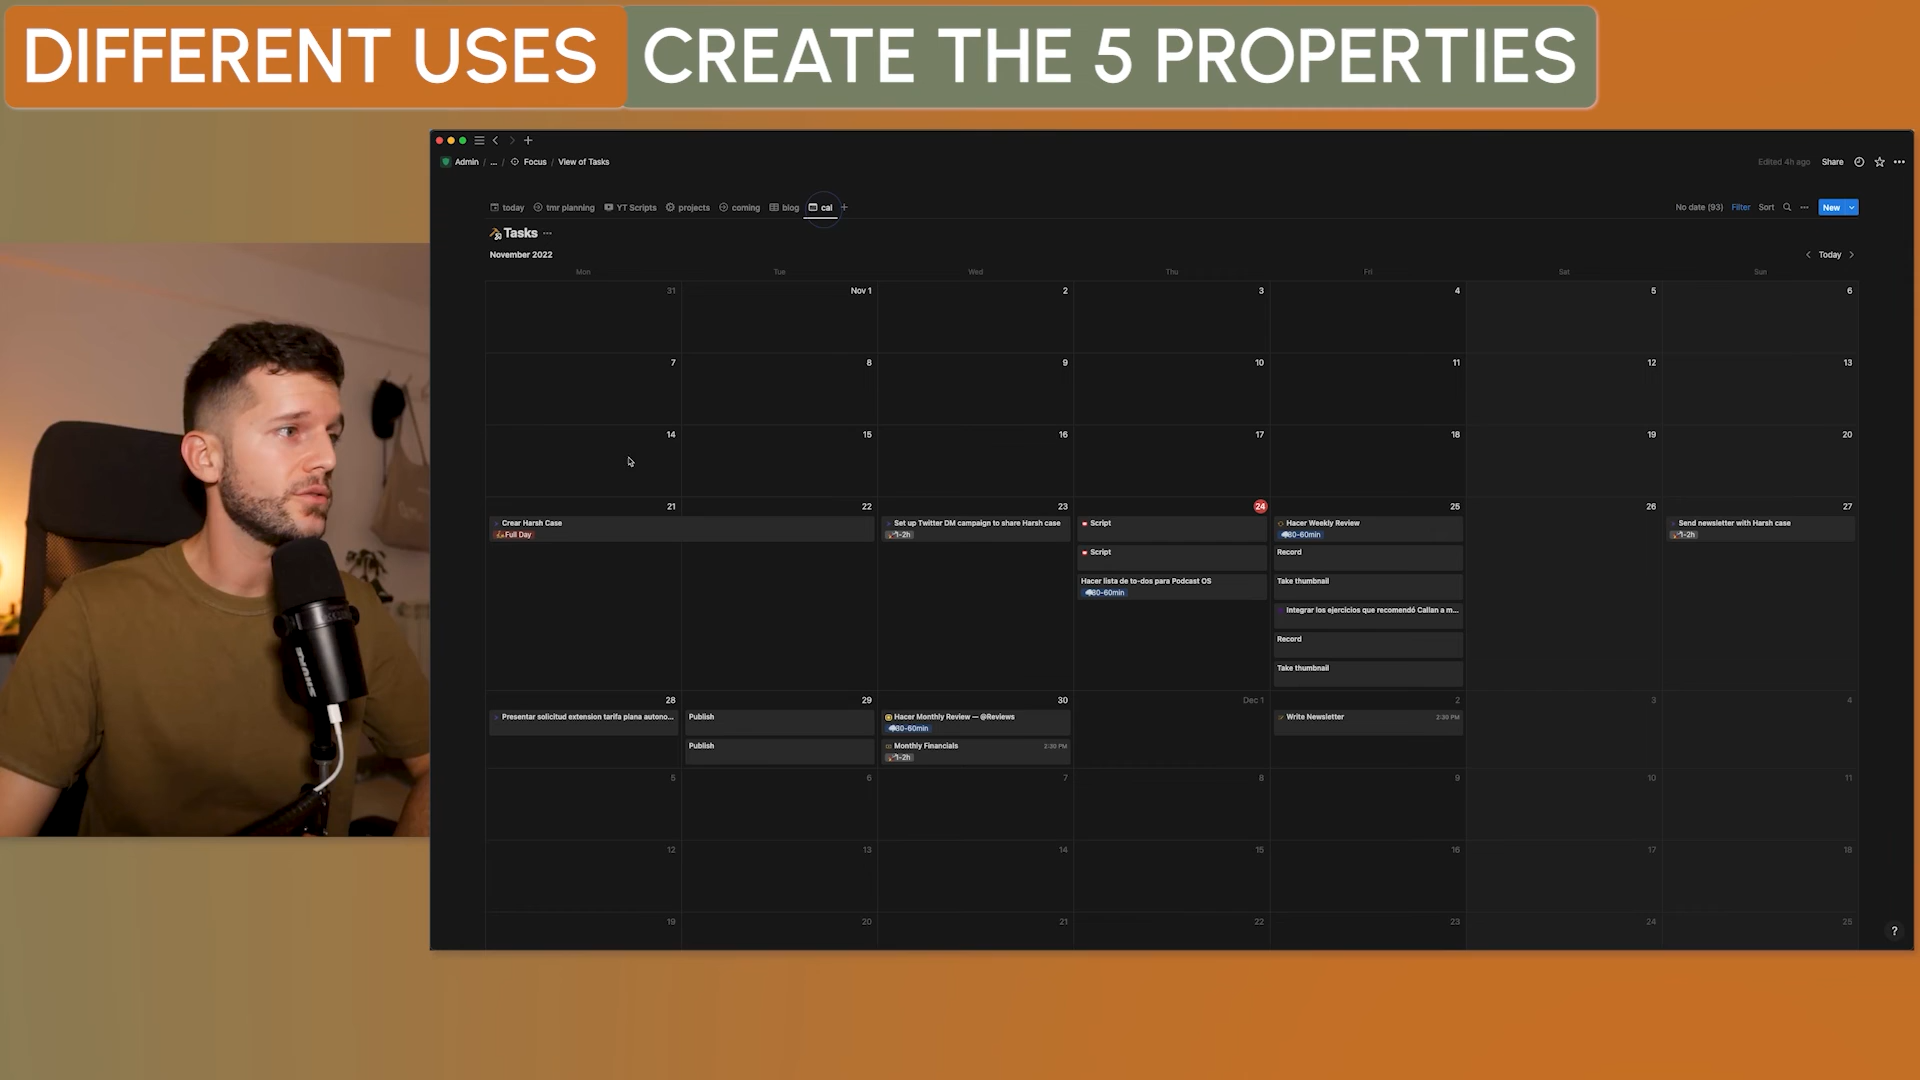 DIFFERENT USES CREATE THE 5 PROPERTIES
Admin / ... / Focus / View of Tasks
Edited 4h ago Share
today tmr planning YT Scripts projects coming blog cal
No date (93) Filter Sort New
Tasks
November 2022
Today
Mon Tue Wed Thu Fri Sat Sun
31 Nov 1 2 3 4 5 6
7 8 9 10 11 12 13
14 15 16 17 18 19 20
21 22 23 24 25 26 27
Crear Harsh Case
Full Day
Set up Twitter DM campaign to share Harsh case
1-2h
Script
Script
Hacer lista de to-dos para Podcast OS
30-60min
Hacer Weekly Review
30-60min
Record
Take thumbnail
Integrar los ejercicios que recomendó Callan a m...
Record
Take thumbnail
Send newsletter with Harsh case
1-2h
28 29 30 Dec 1 2 3 4
Presentar solicitud extension tarifa plana autono...
Publish
Publish
Hacer Monthly Review — @Reviews
30-60min
Monthly Financials 2:30 PM
1-2h
Write Newsletter 2:30 PM
5 6 7 8 9 10 11
12 13 14 15 16 17 18
19 20 21 22 23 24 25
?